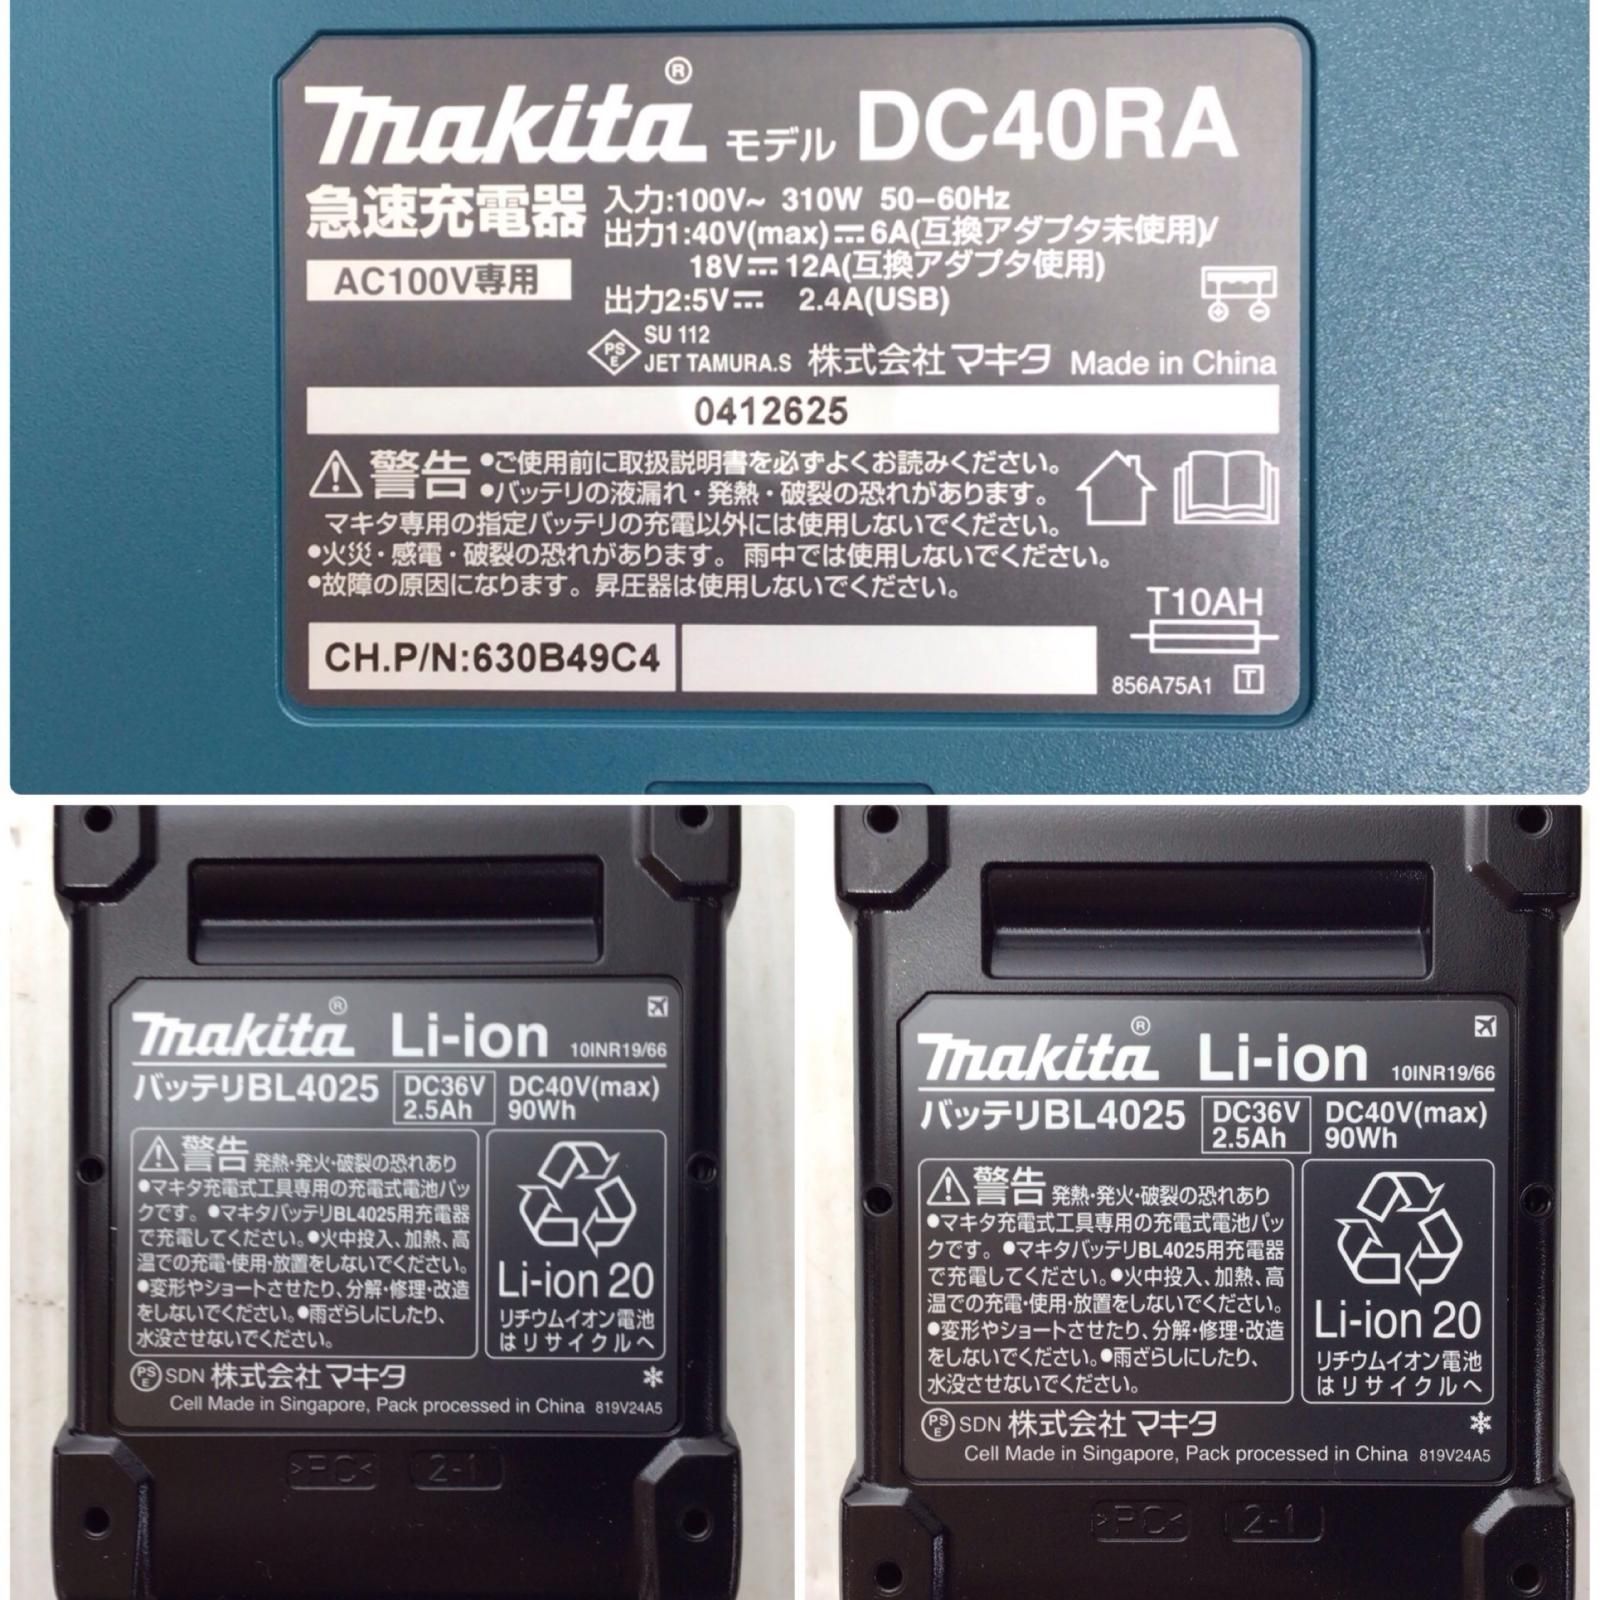 makita® モデル DC40RA
急速充電器
AC100V専用
入力:100V~ 310W 50-60Hz
出力1:40V(max)⎓6A(互換アダプタ未使用)/
18V⎓12A(互換アダプタ使用)
出力2:5V⎓ 2.4A(USB)
PSE SU 112
JET TAMURA.S 株式会社マキタ Made in China
0412625
⚠警告 •ご使用前に取扱説明書を必ずよくお読みください。
•バッテリの液漏れ・発熱・破裂の恐れがあります。
マキタ専用の指定バッテリの充電以外には使用しないでください。
•火災・感電・破裂の恐れがあります。雨中では使用しないでください。
•故障の原因になります。昇圧器は使用しないでください。
T10AH
CH.P/N:630B49C4
856A75A1 T
makita® Li-ion 10INR19/66
バッテリBL4025 DC36V 2.5Ah DC40V(max) 90Wh
⚠警告 発熱・発火・破裂の恐れあり
•マキタ充電式工具専用の充電式電池パッ
クです。•マキタバッテリBL4025用充電器
で充電してください。•火中投入、加熱、高
温での充電・使用・放置をしないでください。
•変形やショートさせたり、分解・修理・改造
をしないでください。•雨ざらしにしたり、
水没させないでください。
Li-ion 20
リチウムイオン電池
はリサイクルへ
PSE SDN 株式会社マキタ
Cell Made in Singapore, Pack processed in China 819V24A5
>PC< 2-1
makita® Li-ion 10INR19/66
バッテリBL4025 DC36V 2.5Ah DC40V(max) 90Wh
⚠警告 発熱・発火・破裂の恐れあり
•マキタ充電式工具専用の充電式電池パッ
クです。•マキタバッテリBL4025用充電器
で充電してください。•火中投入、加熱、高
温での充電・使用・放置をしないでください。
•変形やショートさせたり、分解・修理・改造
をしないでください。•雨ざらしにしたり、
水没させないでください。
Li-ion 20
リチウムイオン電池
はリサイクルへ
PSE SDN 株式会社マキタ
Cell Made in Singapore, Pack processed in China 819V24A5
>PC< 2-1